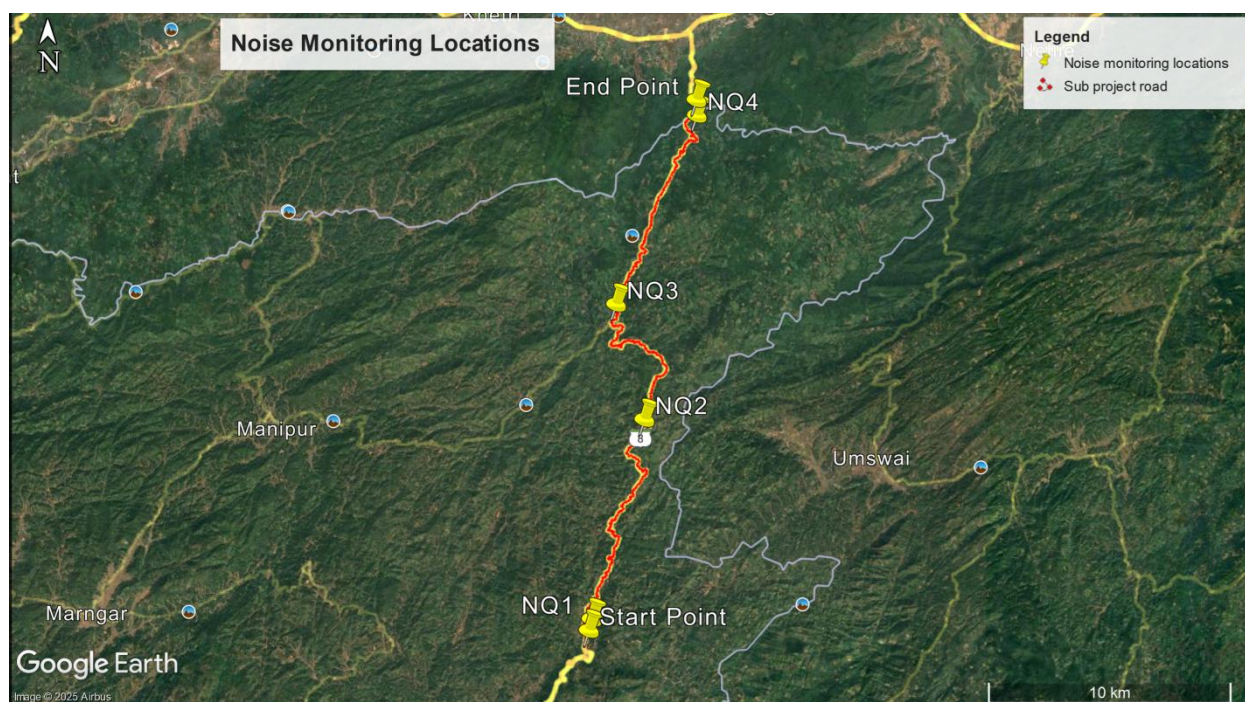 Noise Monitoring Locations
N
Legend
Noise monitoring locations
Sub project road
End Point
NQ4
t
NQ3
NQ2
8
Manipur
Umswai
NQ1
Start Point
Marngar
Google Earth
Image © 2025 Airbus
10 km